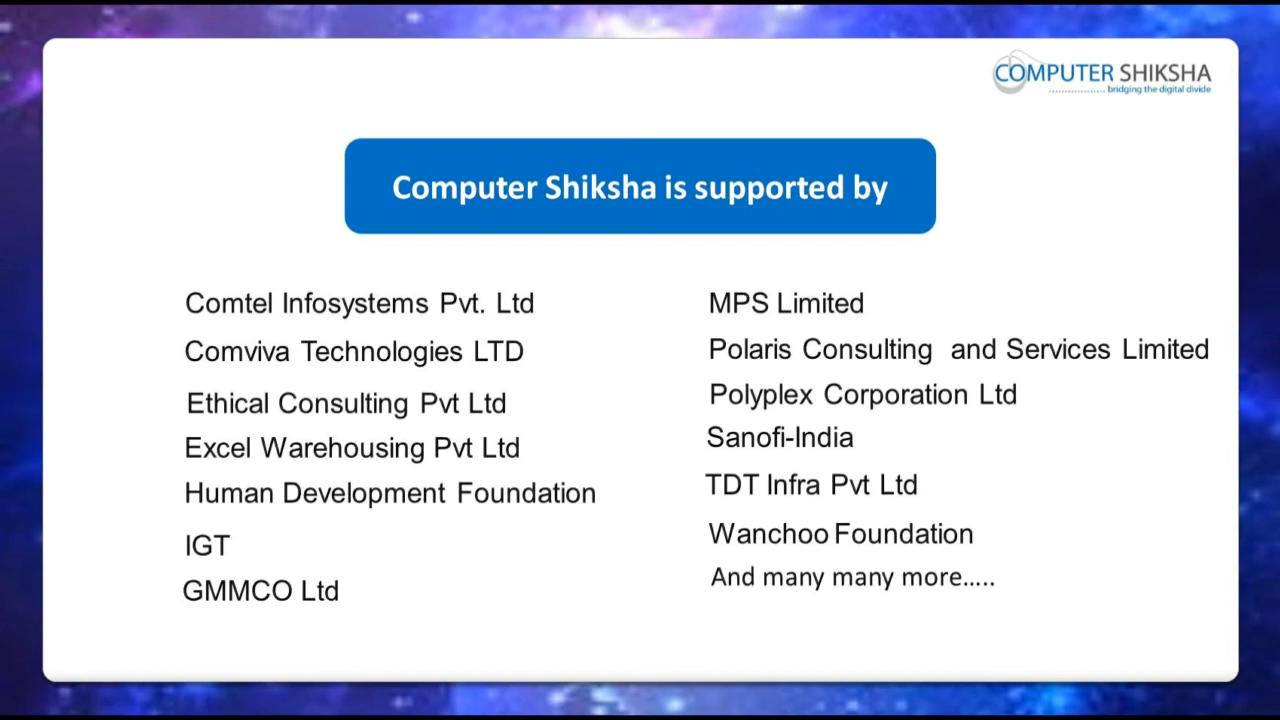 COMPUTER SHIKSHA
bridging the digital divide
Computer Shiksha is supported by
Comtel Infosystems Pvt. Ltd
Comviva Technologies LTD
Ethical Consulting Pvt Ltd
Excel Warehousing Pvt Ltd
Human Development Foundation
IGT
GMMCO Ltd
MPS Limited
Polaris Consulting and Services Limited
Polyplex Corporation Ltd
Sanofi-India
TDT Infra Pvt Ltd
Wanchoo Foundation
And many many more.....